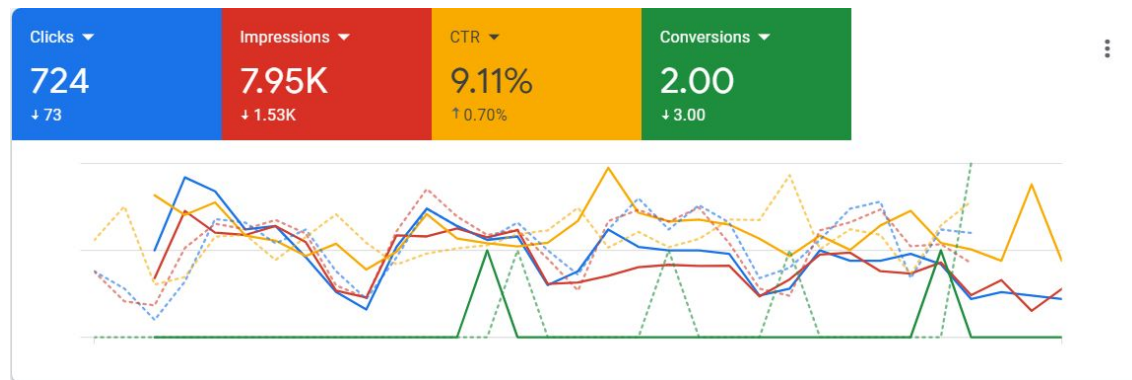 Clicks
Impressions
CTR
Conversions
724
7.95K
9.11%
2.00
↓ 73
↓ 1.53K
↑ 0.70%
↓ 3.00